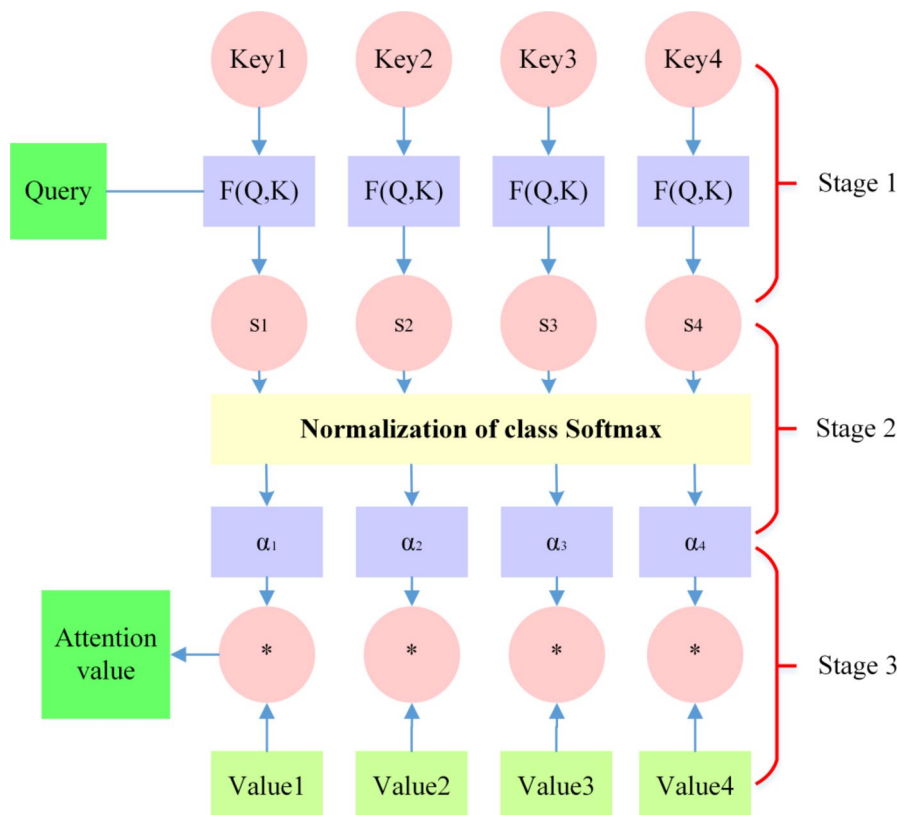 Key1 Key2 Key3 Key4
Query F(Q,K) F(Q,K) F(Q,K) F(Q,K) Stage 1
S1 S2 S3 S4
Normalization of class Softmax Stage 2
α1 α2 α3 α4
Attention
value
* * * * Stage 3
Value1 Value2 Value3 Value4